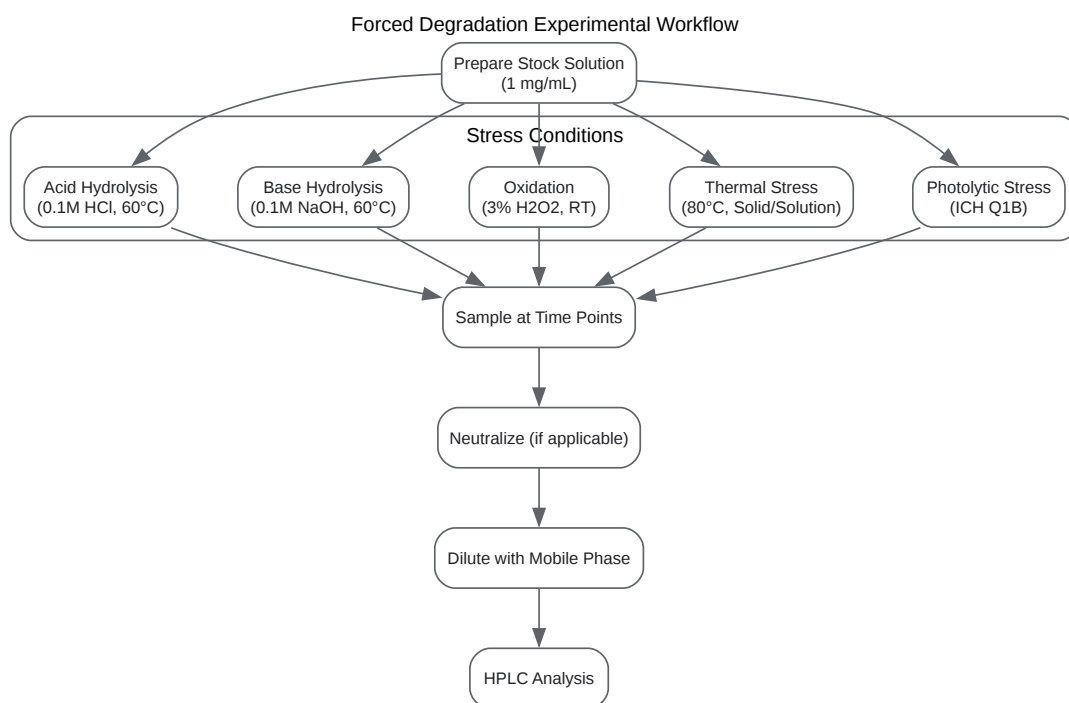 Forced Degradation Experimental Workflow
Prepare Stock Solution
(1 mg/mL)
Stress Conditions
Acid Hydrolysis
(0.1M HCl, 60°C)
Base Hydrolysis
(0.1M NaOH, 60°C)
Oxidation
(3% H2O2, RT)
Thermal Stress
(80°C, Solid/Solution)
Photolytic Stress
(ICH Q1B)
Sample at Time Points
Neutralize (if applicable)
Dilute with Mobile Phase
HPLC Analysis